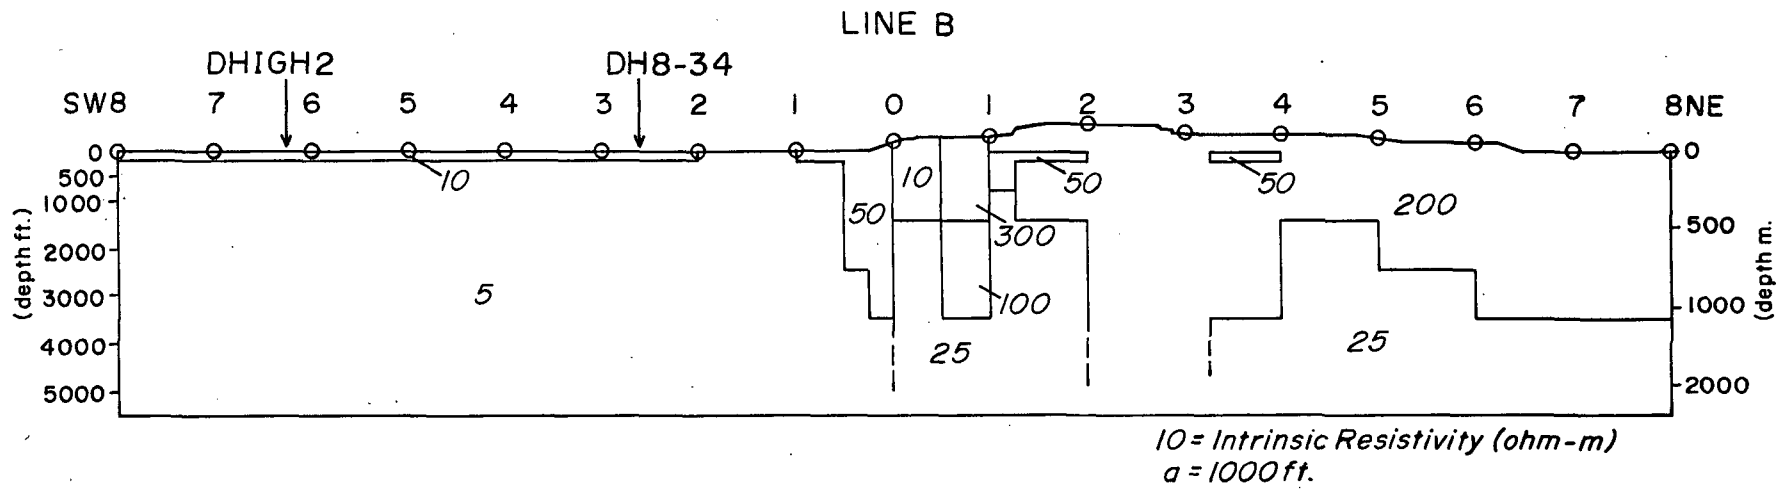 LINE B
DHIGH2 DH8-34
SW8 7 6 5 4 3 2 1 0 1 2 3 4 5 6 7 8NE
0 0
500 10 10 50 50
1000 50 200
300 500
2000
3000 5 100 1000
4000 25 25
5000 2000
(depth ft.)
(depth m.
10 = Intrinsic Resistivity (ohm-m)
a = 1000 ft.